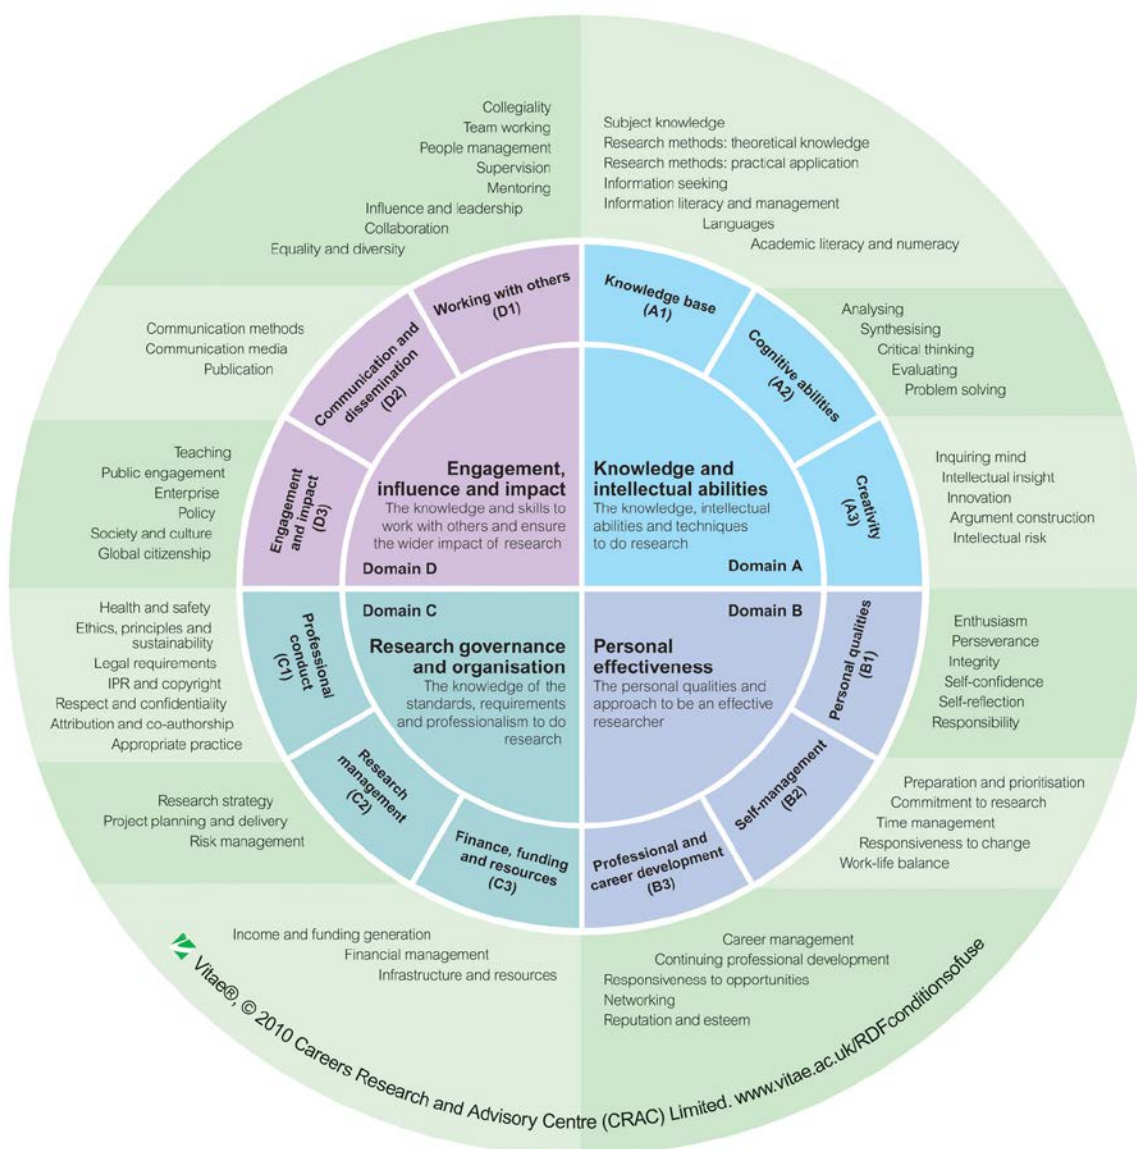 Collegiality
Team working
People management
Supervision
Mentoring
Influence and leadership
Collaboration
Equality and diversity
Subject knowledge
Research methods: theoretical knowledge
Research methods: practical application
Information seeking
Information literacy and management
Languages
Academic literacy and numeracy
Working with others
(D1)
Knowledge base
(A1)
Communication methods
Communication media
Publication
Communication and
dissemination
(D2)
Cognitive abilities
(A2)
Analysing
Synthesising
Critical thinking
Evaluating
Problem solving
Teaching
Public engagement
Enterprise
Policy
Society and culture
Global citizenship
Engagement
and impact
(D3)
Engagement,
influence and impact
The knowledge and skills to
work with others and ensure
the wider impact of research
Domain D
Knowledge and
intellectual abilities
The knowledge, intellectual
abilities and techniques
to do research
Domain A
Creativity
(A3)
Inquiring mind
Intellectual insight
Innovation
Argument construction
Intellectual risk
Health and safety
Ethics, principles and
sustainability
Legal requirements
IPR and copyright
Respect and confidentiality
Attribution and co-authorship
Appropriate practice
Professional
conduct
(C1)
Domain C
Research governance
and organisation
The knowledge of the
standards, requirements
and professionalism to do
research
Domain B
Personal
effectiveness
The personal qualities and
approach to be an effective
researcher
Personal qualities
(B1)
Enthusiasm
Perseverance
Integrity
Self-confidence
Self-reflection
Responsibility
Research strategy
Project planning and delivery
Risk management
Research
management
(C2)
Self-management
(B2)
Preparation and prioritisation
Commitment to research
Time management
Responsiveness to change
Work-life balance
Finance, funding
and resources
(C3)
Professional and
career development
(B3)
Income and funding generation
Financial management
Infrastructure and resources
Career management
Continuing professional development
Responsiveness to opportunities
Networking
Reputation and esteem
Vitae®, © 2010 Careers Research and Advisory Centre (CRAC) Limited. www.vitae.ac.uk/RDFconditionsofuse